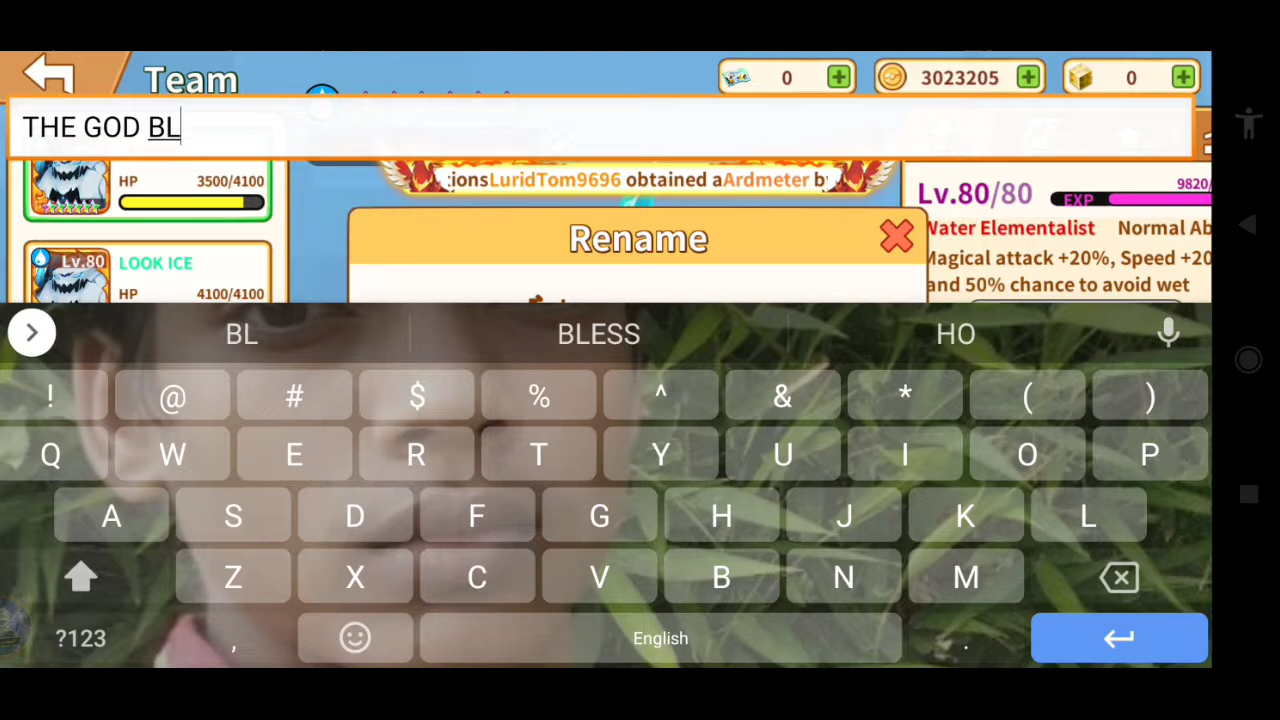 Team
0
3023205
0
THE GOD BL
HP 3500/4100
ionsLuridTom9696 obtained aArdmeter b
Lv.80/80
EXP 9820/
Rename
Water Elementalist Normal Ab
Magical attack +20%, Speed +20
and 50% chance to avoid wet
Lv.80 LOOK ICE
HP 4100/4100
BL BLESS HO
! @ # $ % ^ & * ( )
Q W E R T Y U I O P
A S D F G H J K L
Z X C V B N M
?123 , English .